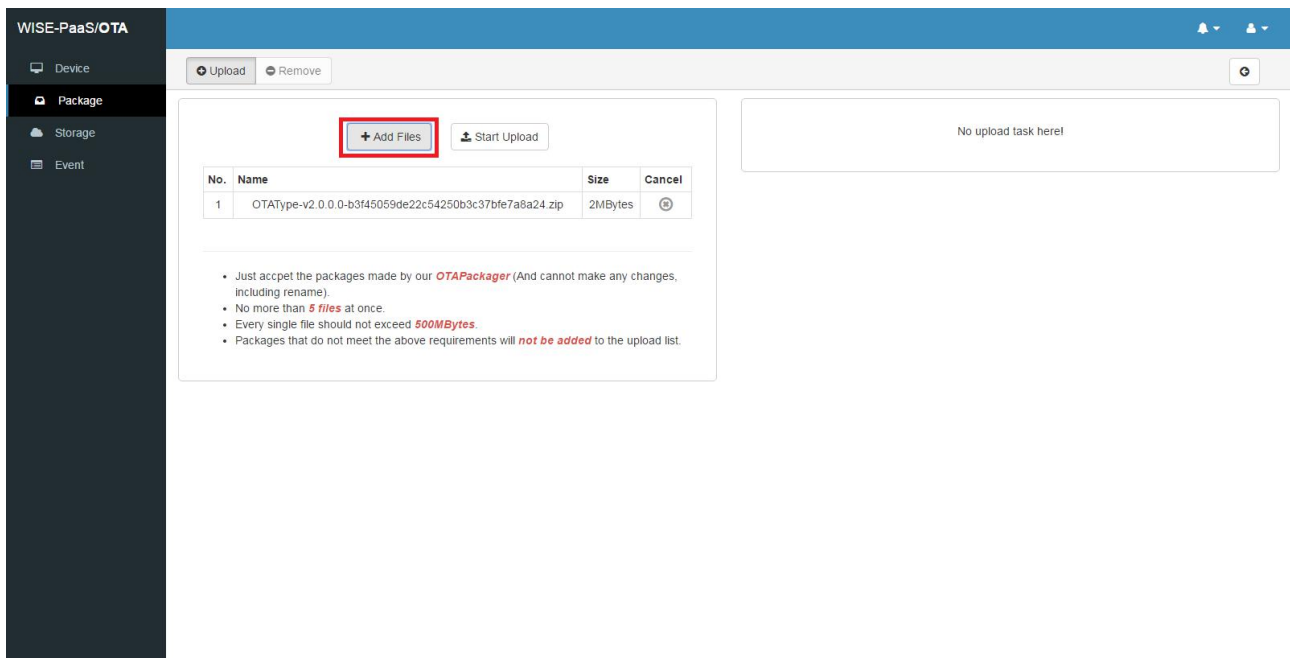 WISE-PaaS/OTA
Device
Package
Storage
Event
Upload
Remove
Add Files
Start Upload
No. Name Size Cancel
1 OTAType-v2.0.0.0-b3f45059de22c54250b3c37bfe7a8a24.zip 2MBytes
• Just accpet the packages made by our OTAPackager (And cannot make any changes,
including rename).
• No more than 5 files at once.
• Every single file should not exceed 500MBytes.
• Packages that do not meet the above requirements will not be added to the upload list.
No upload task here!